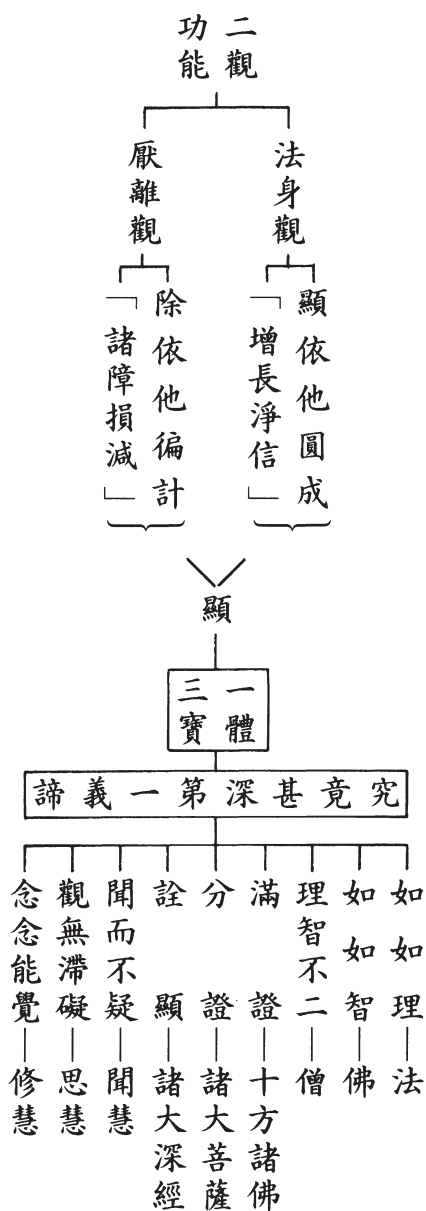 二觀
功能
法身觀
厭離觀
顯依他圓成
「增長淨信」
除依他徧計
「諸障損減」
顯
一體
三寶
究竟甚深第一義諦
如如理—法
如如智—佛
理智不二—僧
滿證—十方諸佛
分證—諸大菩薩
詮顯—諸大深經
聞而不疑—聞慧
觀無滯礙—思慧
念念能覺—修慧